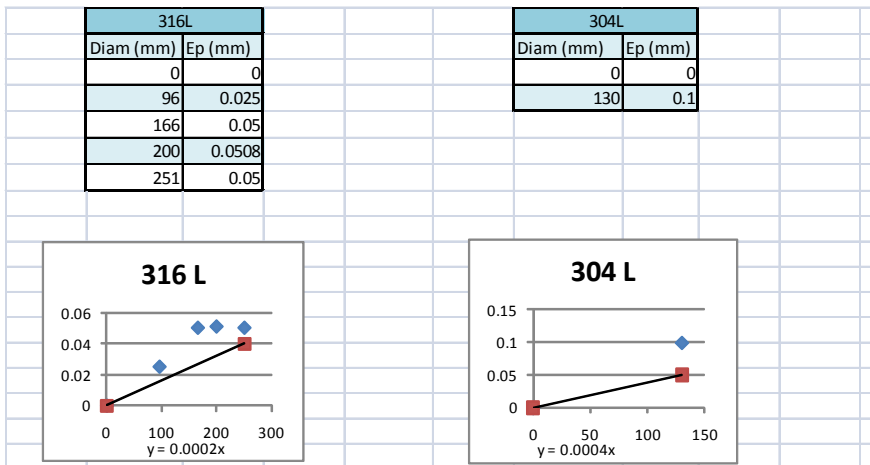 316L
Diam (mm) Ep (mm)
0 0
96 0.025
166 0.05
200 0.0508
251 0.05
304L
Diam (mm) Ep (mm)
0 0
130 0.1
316 L
0.06
0.04
0.02
0
0 100 200 300
y = 0.0002x
304 L
0.15
0.1
0.05
0
0 50 100 150
y = 0.0004x